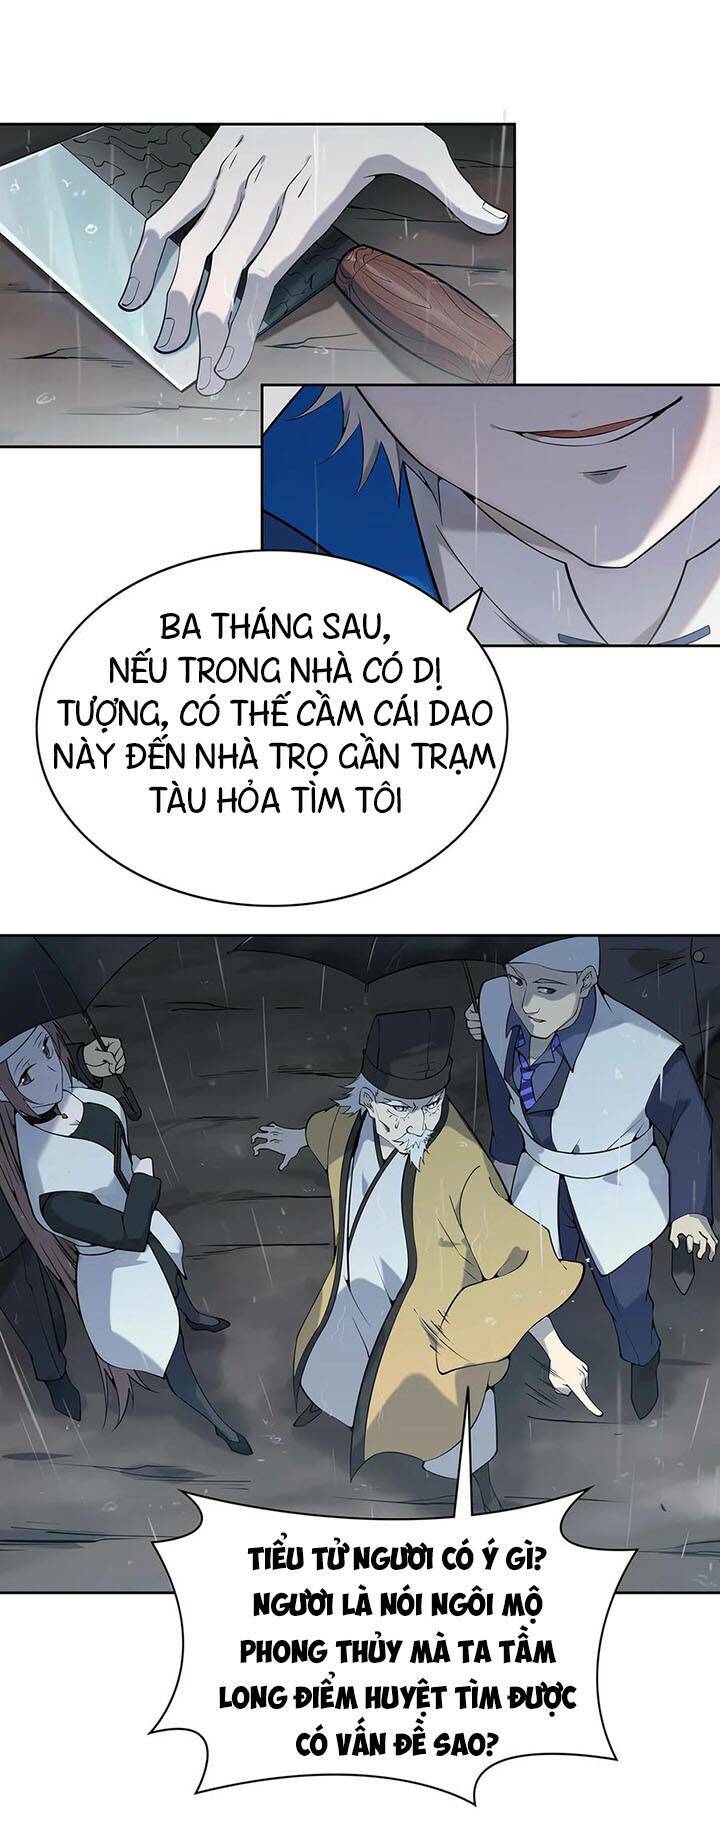 BA THÁNG SAU,
NẾU TRONG NHÀ CÓ DỊ
TƯỢNG, CÓ THỂ CẦM CÁI DAO
NÀY ĐẾN NHÀ TRỌ GẦN TRẠM
TÀU HỎA TÌM TÔI
TIỂU TỬ NGƯƠI CÓ Ý GÌ?
NGƯƠI LÀ NÓI NGÔI MỘ
PHONG THỦY MÀ TA TẦM
LONG ĐIỂM HUYỆT TÌM ĐƯỢC
CÓ VẤN ĐỀ SAO?